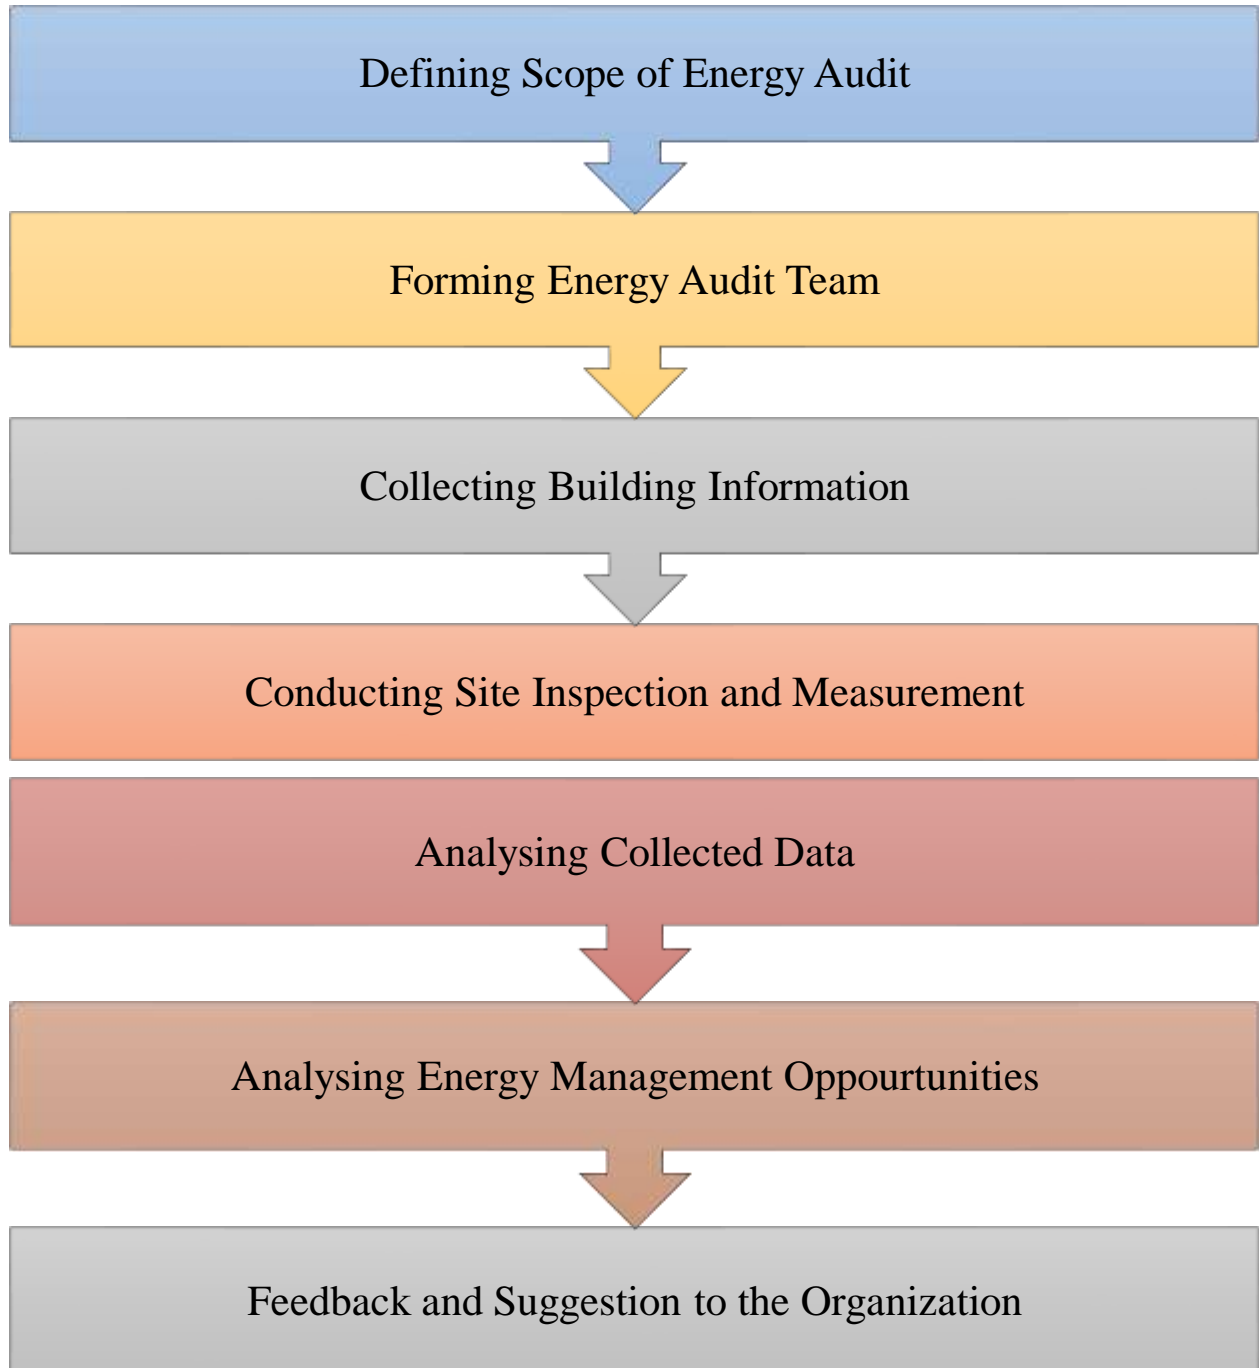 Defining Scope of Energy Audit
Forming Energy Audit Team
Collecting Building Information
Conducting Site Inspection and Measurement
Analysing Collected Data
Analysing Energy Management Oppourtunities
Feedback and Suggestion to the Organization